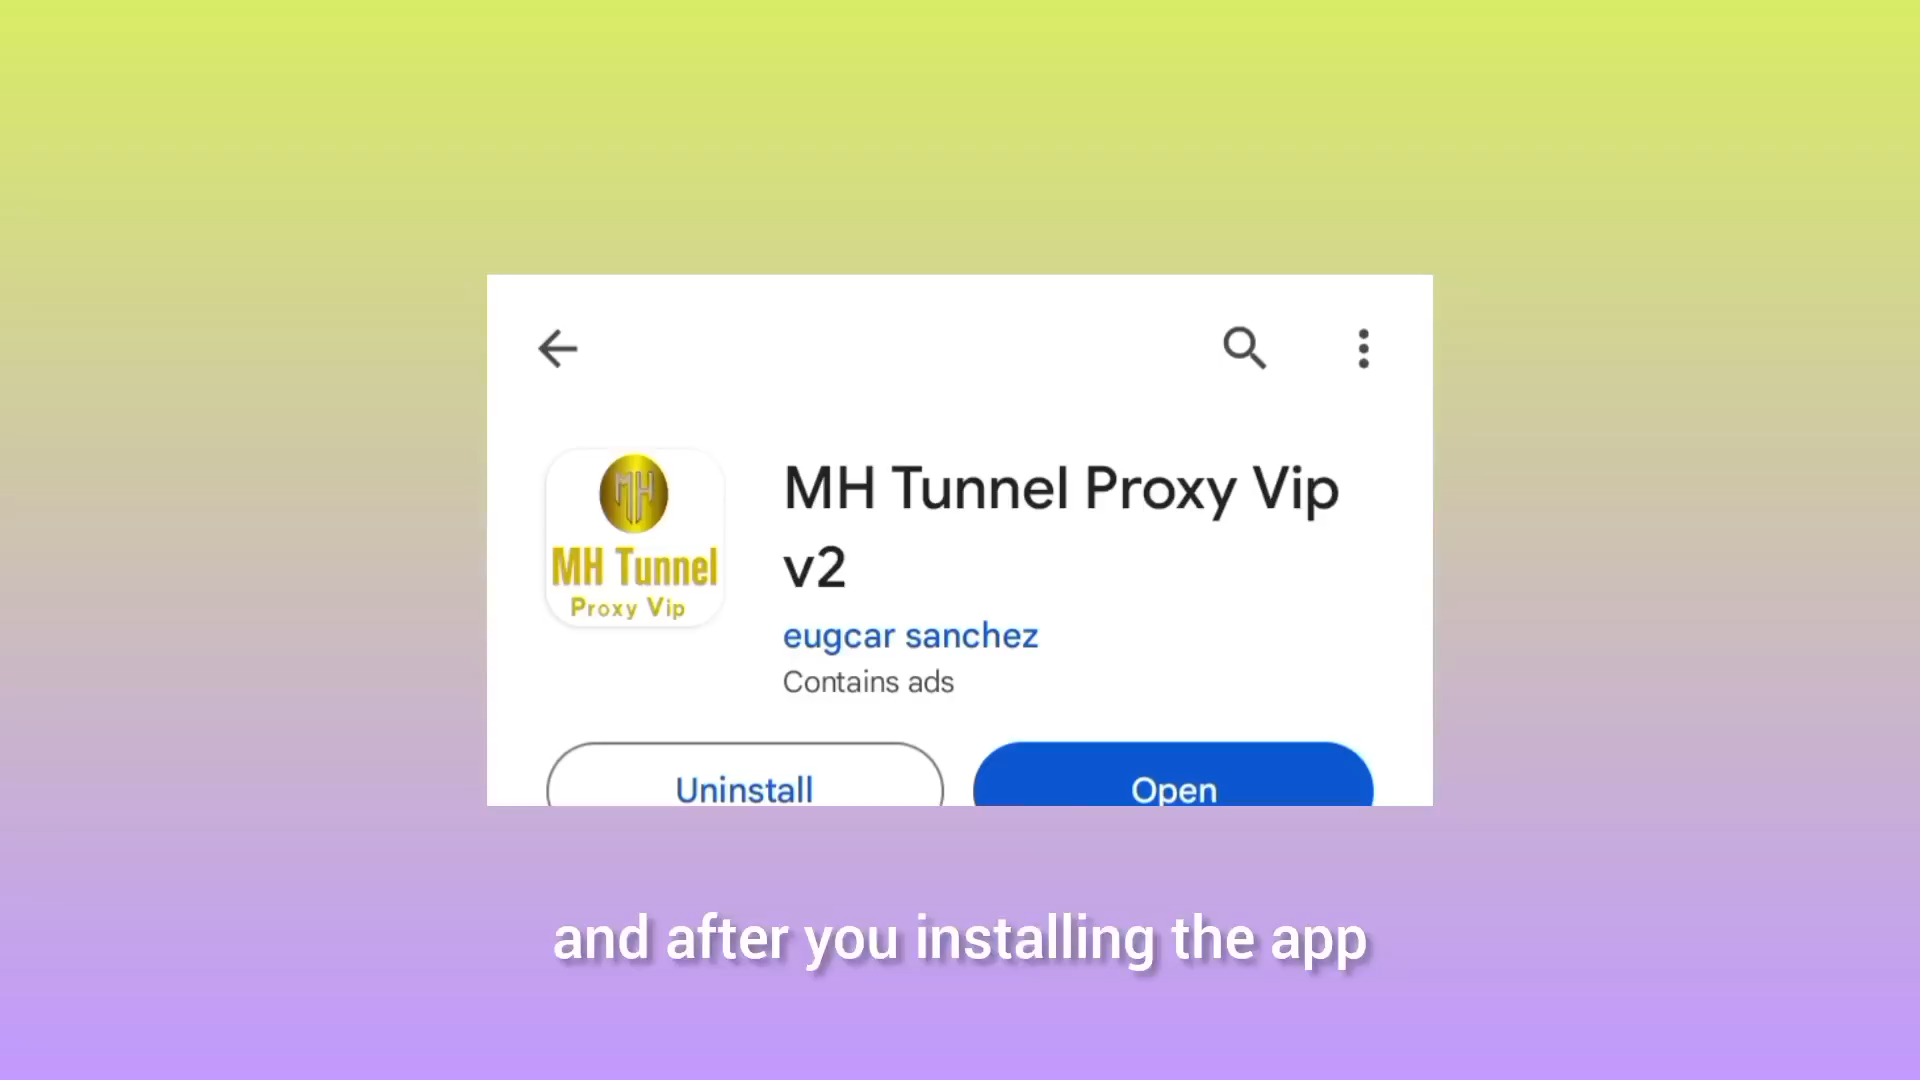 MH
MH Tunnel
Proxy Vip
MH Tunnel Proxy Vip
v2
eugcar sanchez
Contains ads
Uninstall
Open
and after you installing the app